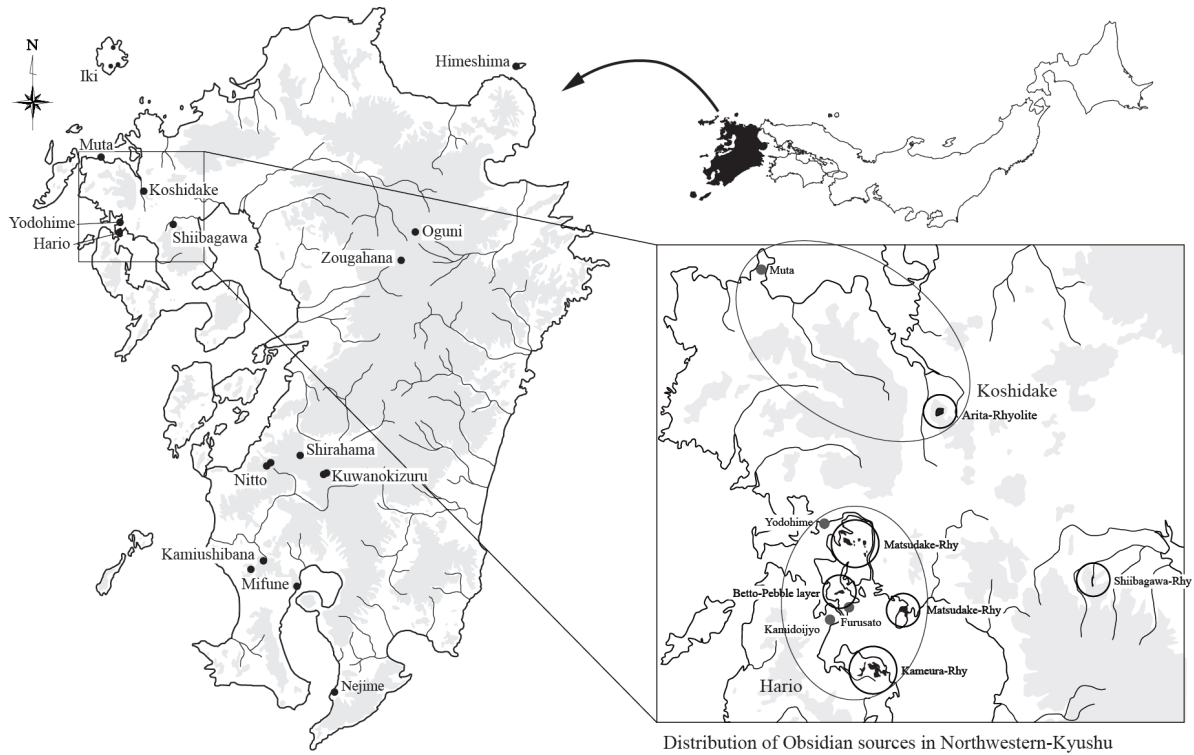 N
Iki
Himeshima
Muta
Koshidake
Yodohime
Hario
Shiibagawa
Oguni
Zougahana
Shirahama
Nitto
Kuwanokizuru
Kamiushibana
Mifune
Nejime
Muta
Koshidake
Arita-Rhyolite
Yodohime
Matsudake-Rhy
Shiibagawa-Rhy
Betto-Pebble layer
Matsudake-Rhy
Furusato
Kamidoijyo
Kameura-Rhy
Hario
Distribution of Obsidian sources in Northwestern-Kyushu